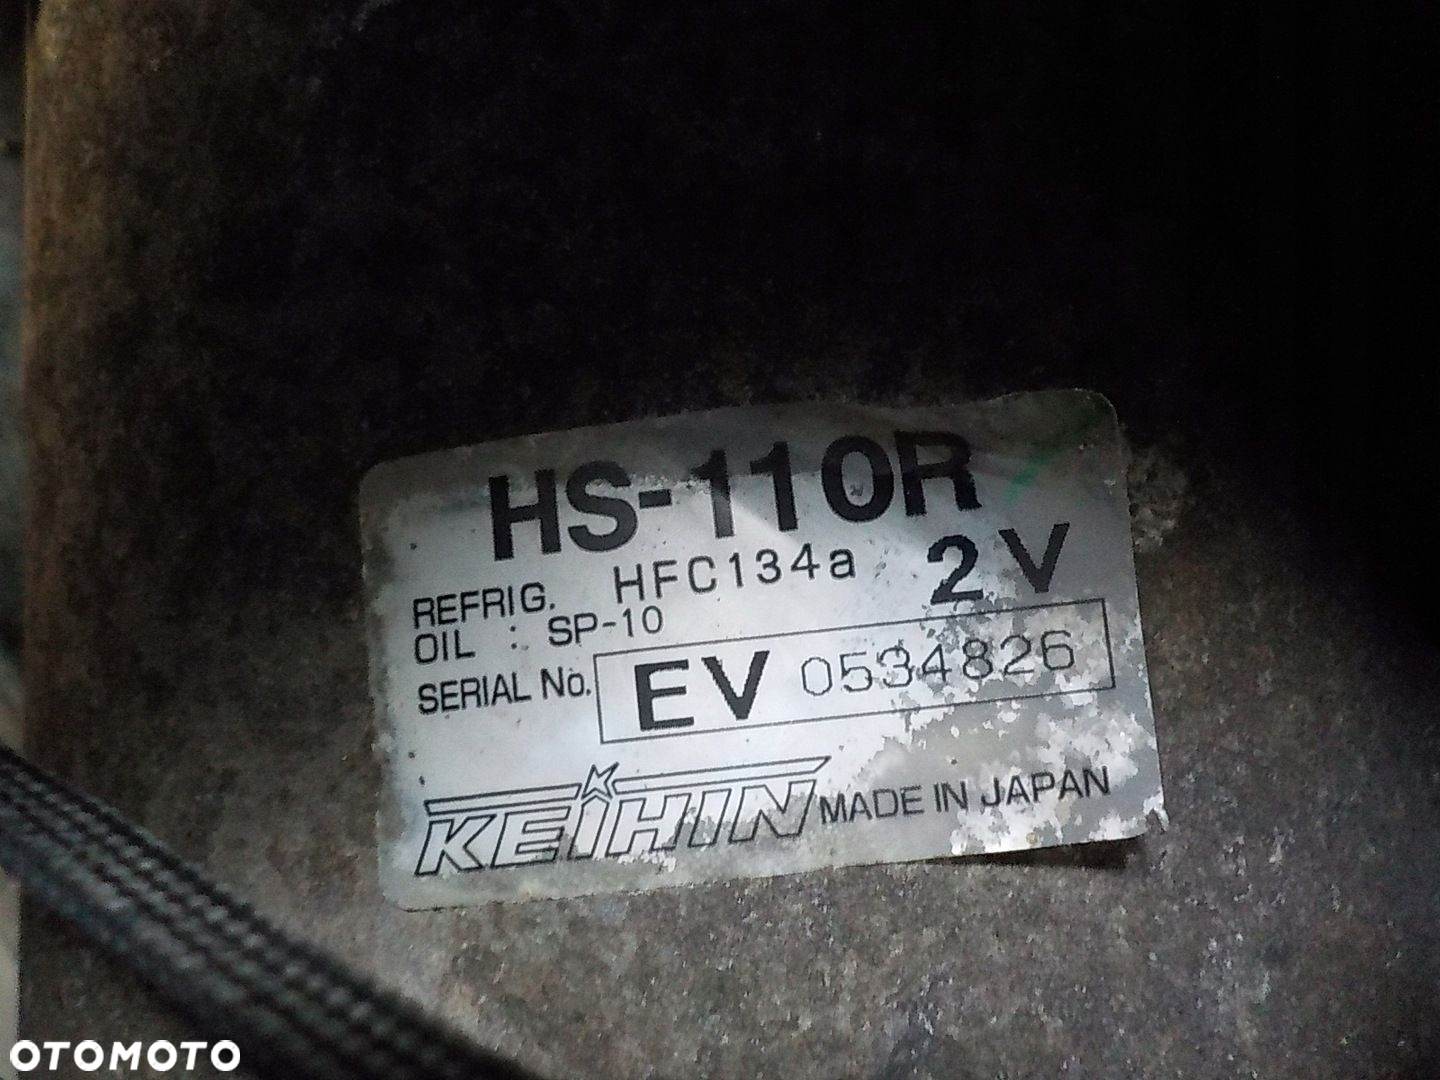 HS-110R
REFRIG. HFC134a 2V
OIL : SP-10
SERIAL No. EV 0534826
KEIHIN MADE IN JAPAN
OTOMOTO